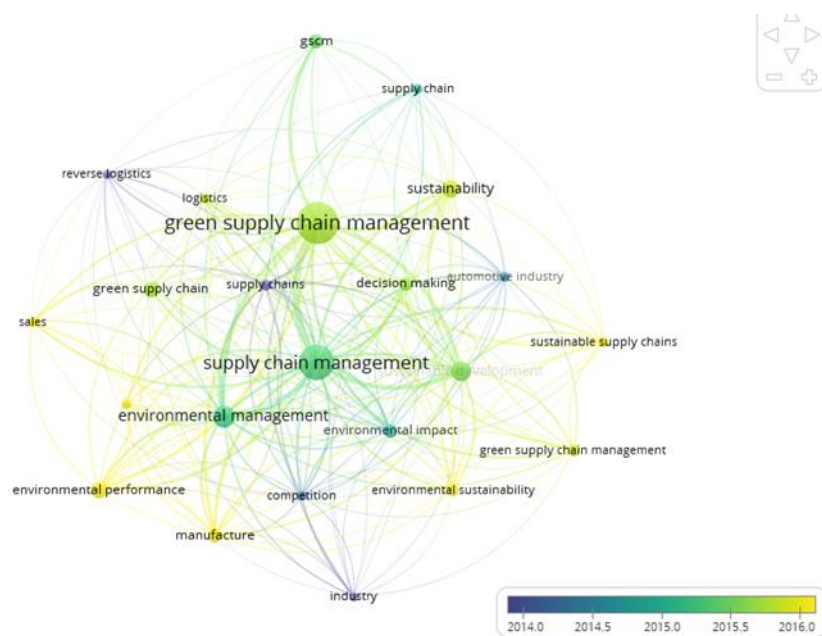 gscm
supply chain
reverse logistics
sustainability
logistics
green supply chain management
automotive industry
supply chains
decision making
green supply chain
sales
sustainable supply chains
supply chain management
development
environmental management
environmental impact
green supply chain management
environmental performance
competition
environmental sustainability
manufacture
industry
2014.0 2014.5 2015.0 2015.5 2016.0